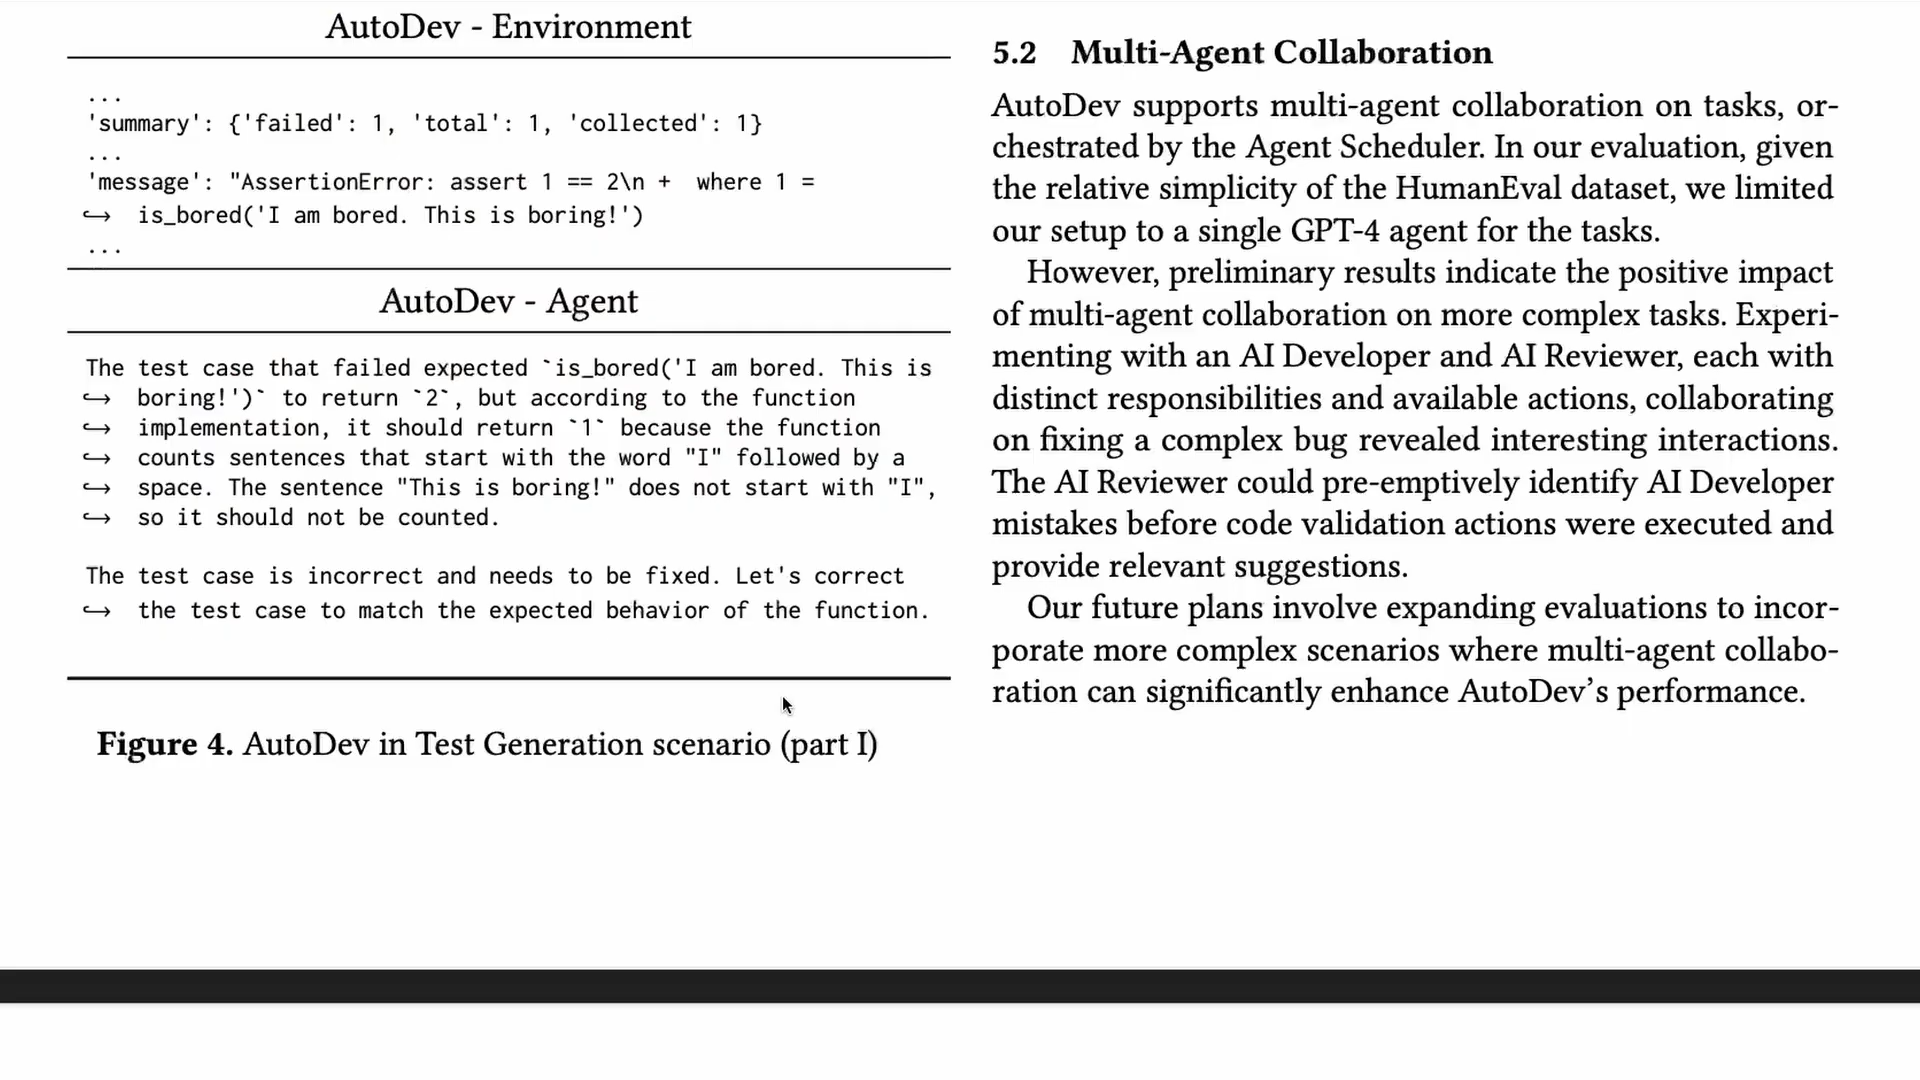 AutoDev - Environment
...
'summary': {'failed': 1, 'total': 1, 'collected': 1}
...
'message': "AssertionError: assert 1 == 2\n +  where 1 =
↪ is_bored('I am bored. This is boring!')
...
AutoDev - Agent
The test case that failed expected `is_bored('I am bored. This is
↪ boring!')` to return `2`, but according to the function
↪ implementation, it should return `1` because the function
↪ counts sentences that start with the word "I" followed by a
↪ space. The sentence "This is boring!" does not start with "I",
↪ so it should not be counted.
The test case is incorrect and needs to be fixed. Let's correct
↪ the test case to match the expected behavior of the function.
Figure 4. AutoDev in Test Generation scenario (part I)
5.2 Multi-Agent Collaboration
AutoDev supports multi-agent collaboration on tasks, or-
chestrated by the Agent Scheduler. In our evaluation, given
the relative simplicity of the HumanEval dataset, we limited
our setup to a single GPT-4 agent for the tasks.
However, preliminary results indicate the positive impact
of multi-agent collaboration on more complex tasks. Experi-
menting with an AI Developer and AI Reviewer, each with
distinct responsibilities and available actions, collaborating
on fixing a complex bug revealed interesting interactions.
The AI Reviewer could pre-emptively identify AI Developer
mistakes before code validation actions were executed and
provide relevant suggestions.
Our future plans involve expanding evaluations to incor-
porate more complex scenarios where multi-agent collabo-
ration can significantly enhance AutoDev’s performance.